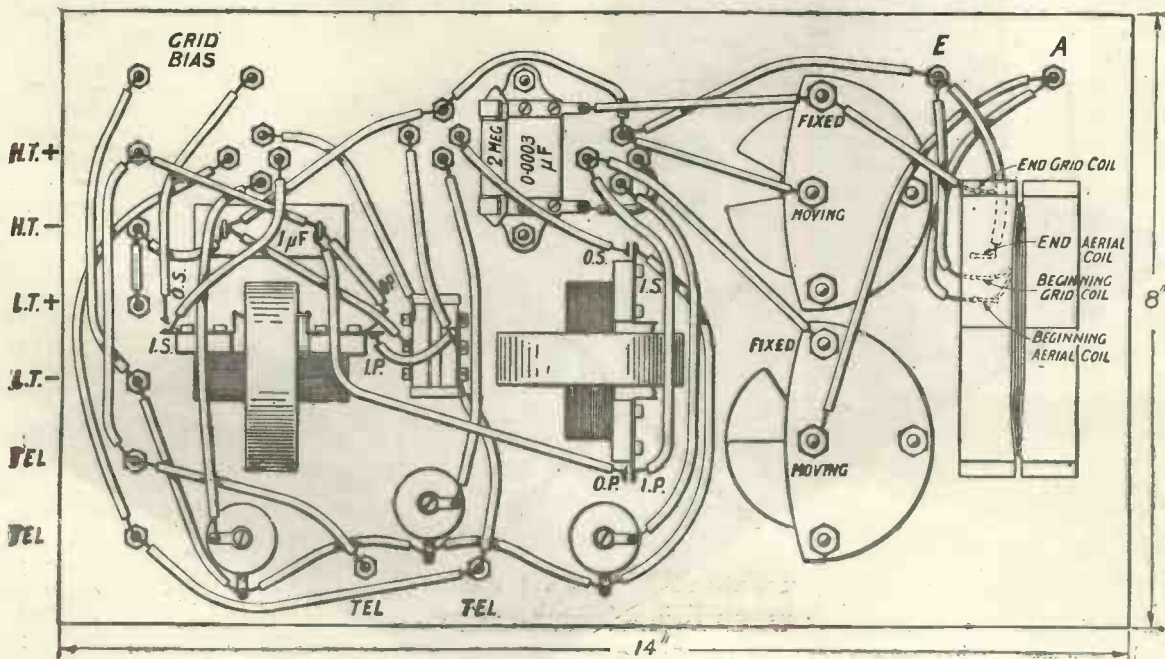 GRID
BIAS
E
A
H.T.+
H.T.-
L.T.+
L.T.-
TEL
TEL
2 MEG
0·0003
µF
FIXED
MOVING
END GRID COIL
END AERIAL
COIL
BEGINNING
GRID COIL
BEGINNING
AERIAL COIL
8"
1µF
O.S.
I.S.
I.P.
O.S.
I.S.
O.P.
I.P.
FIXED
MOVING
TEL
TEL
14"